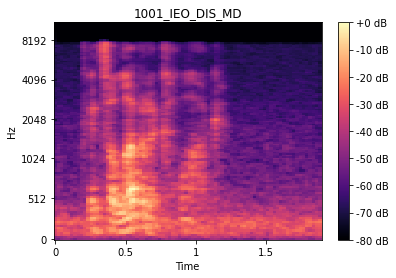 1001_IEO_DIS_MD
Hz
8192
4096
2048
1024
512
0
0
0.5
1
1.5
Time
+0 dB
-10 dB
-20 dB
-30 dB
-40 dB
-50 dB
-60 dB
-70 dB
-80 dB